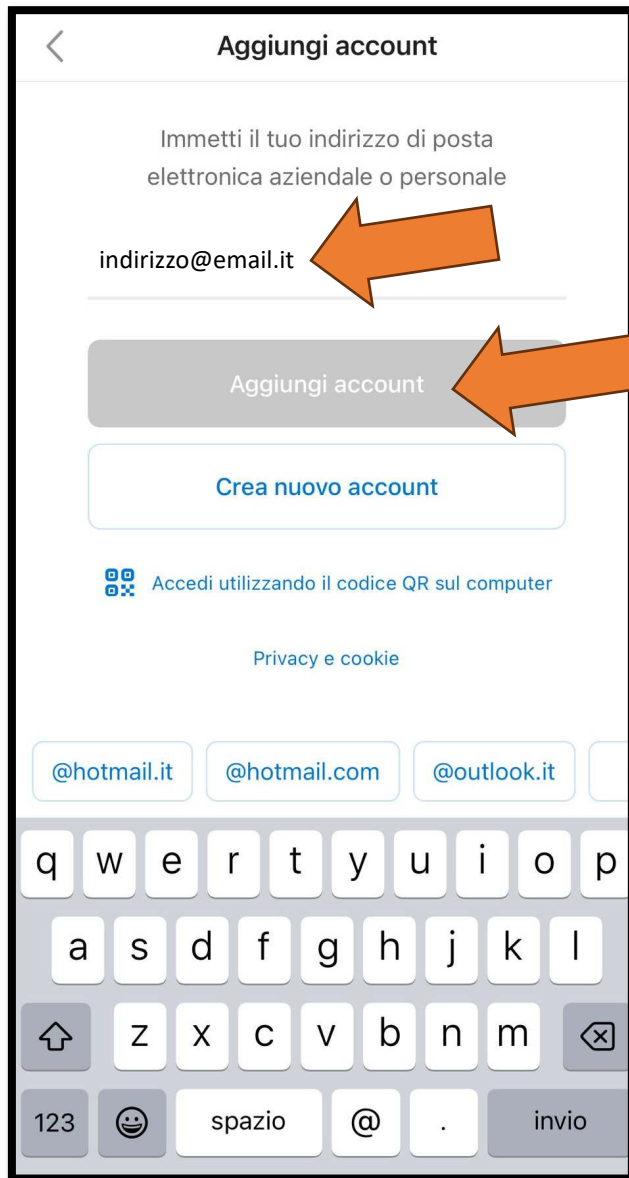 Aggiungi account
Immetti il tuo indirizzo di posta
elettronica aziendale o personale
indirizzo@email.it
Aggiungi account
Crea nuovo account
Accedi utilizzando il codice QR sul computer
Privacy e cookie
@hotmail.it @hotmail.com @outlook.it
q w e r t y u i o p
a s d f g h j k l
z x c v b n m
123 spazio @ . invio